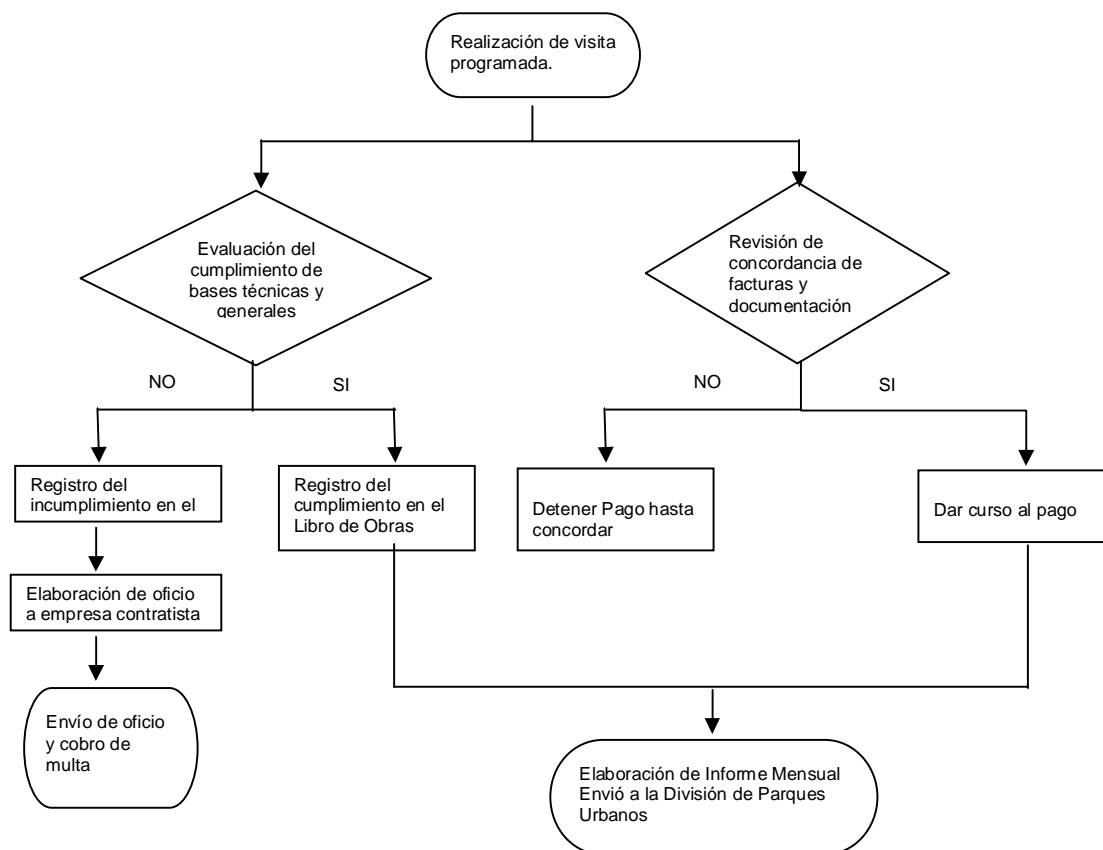 Realización de visita
programada.
Evaluación del
cumplimiento de
bases técnicas y
generales
Revisión de
concordancia de
facturas y
documentación
NO
SI
NO
SI
Registro del
incumplimiento en el
Registro del
cumplimiento en el
Libro de Obras
Detener Pago hasta
concordar
Dar curso al pago
Elaboración de oficio
a empresa contratista
Envío de oficio
y cobro de
multa
Elaboración de Informe Mensual
Envió a la División de Parques
Urbanos